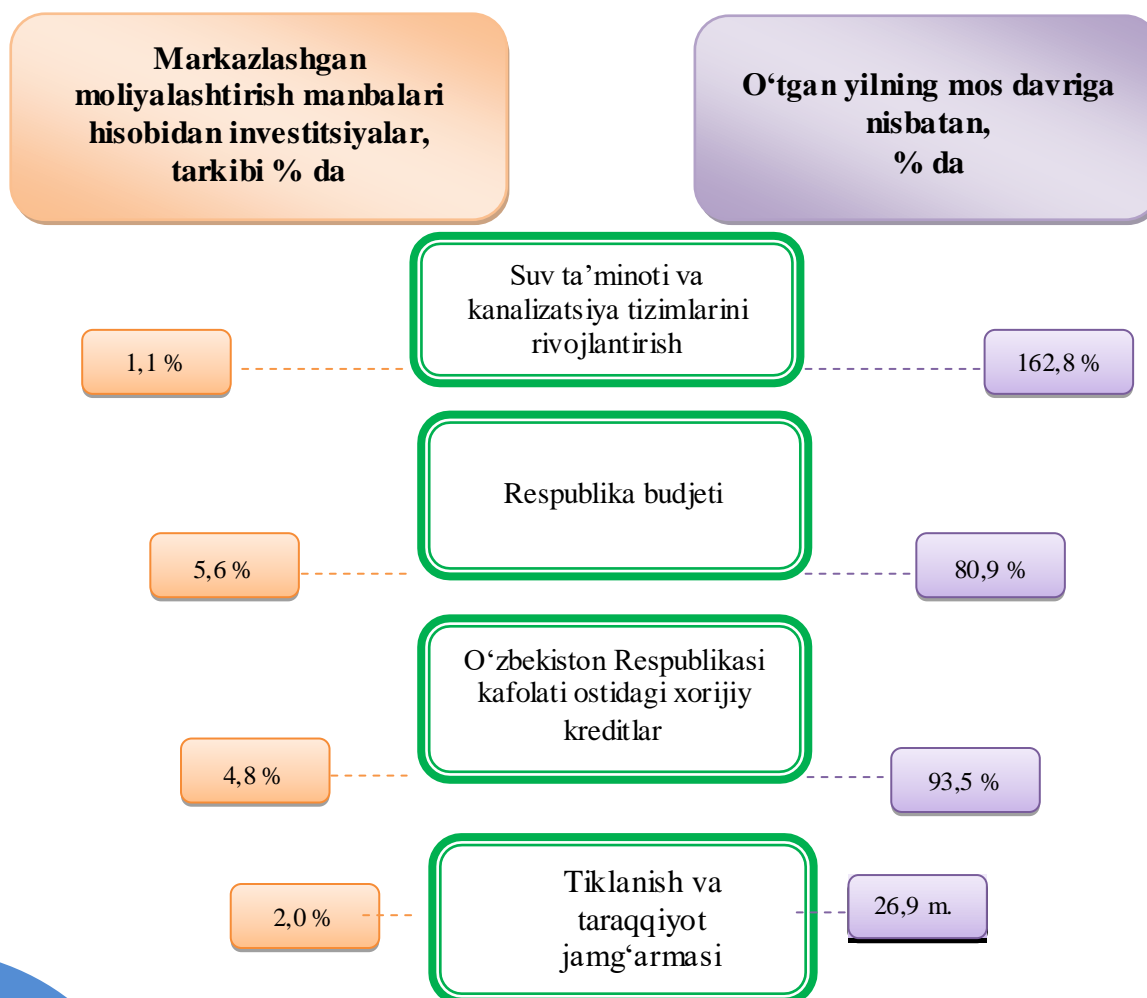 Markazlashgan
moliyalashtirish manbalari
hisobidan investitsiyalar,
tarkibi % da
O‘tgan yilning mos davriga
nisbatan,
% da
Suv ta’minoti va
kanalizatsiya tizimlarini
rivojlantirish
1,1 %
162,8 %
Respublika budjeti
5,6 %
80,9 %
O‘zbekiston Respublikasi
kafolati ostidagi xorijiy
kreditlar
4,8 %
93,5 %
Tiklanish va
taraqqiyot
jamg‘armasi
2,0 %
26,9 m.